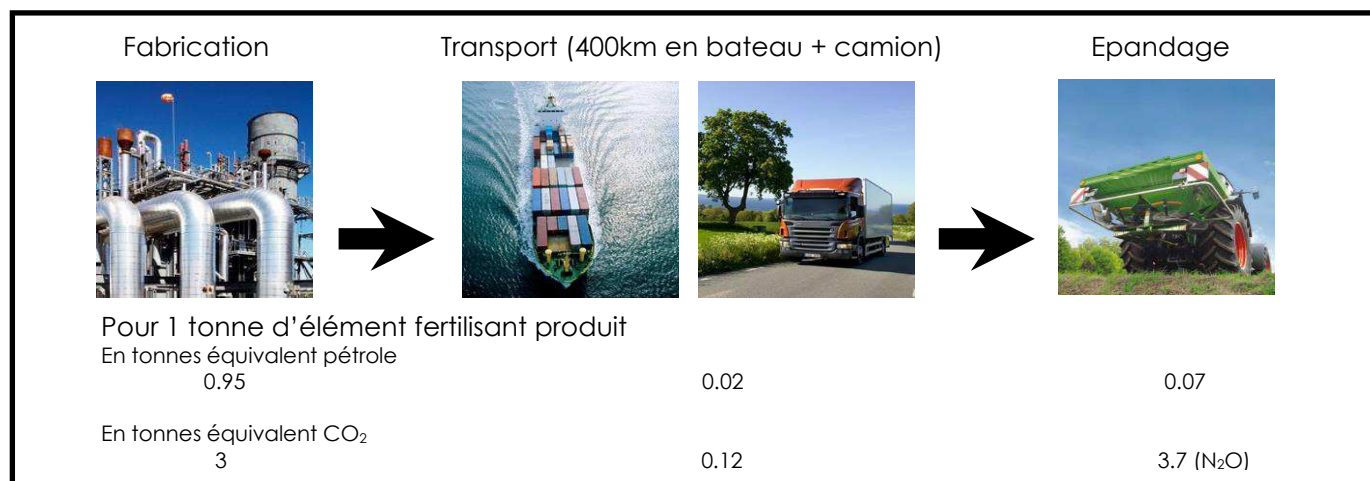 Fabrication Transport (400km en bateau + camion) Epandage
Pour 1 tonne d’élément fertilisant produit
En tonnes équivalent pétrole
0.95 0.02 0.07
En tonnes équivalent CO₂
3 0.12 3.7 (N₂O)